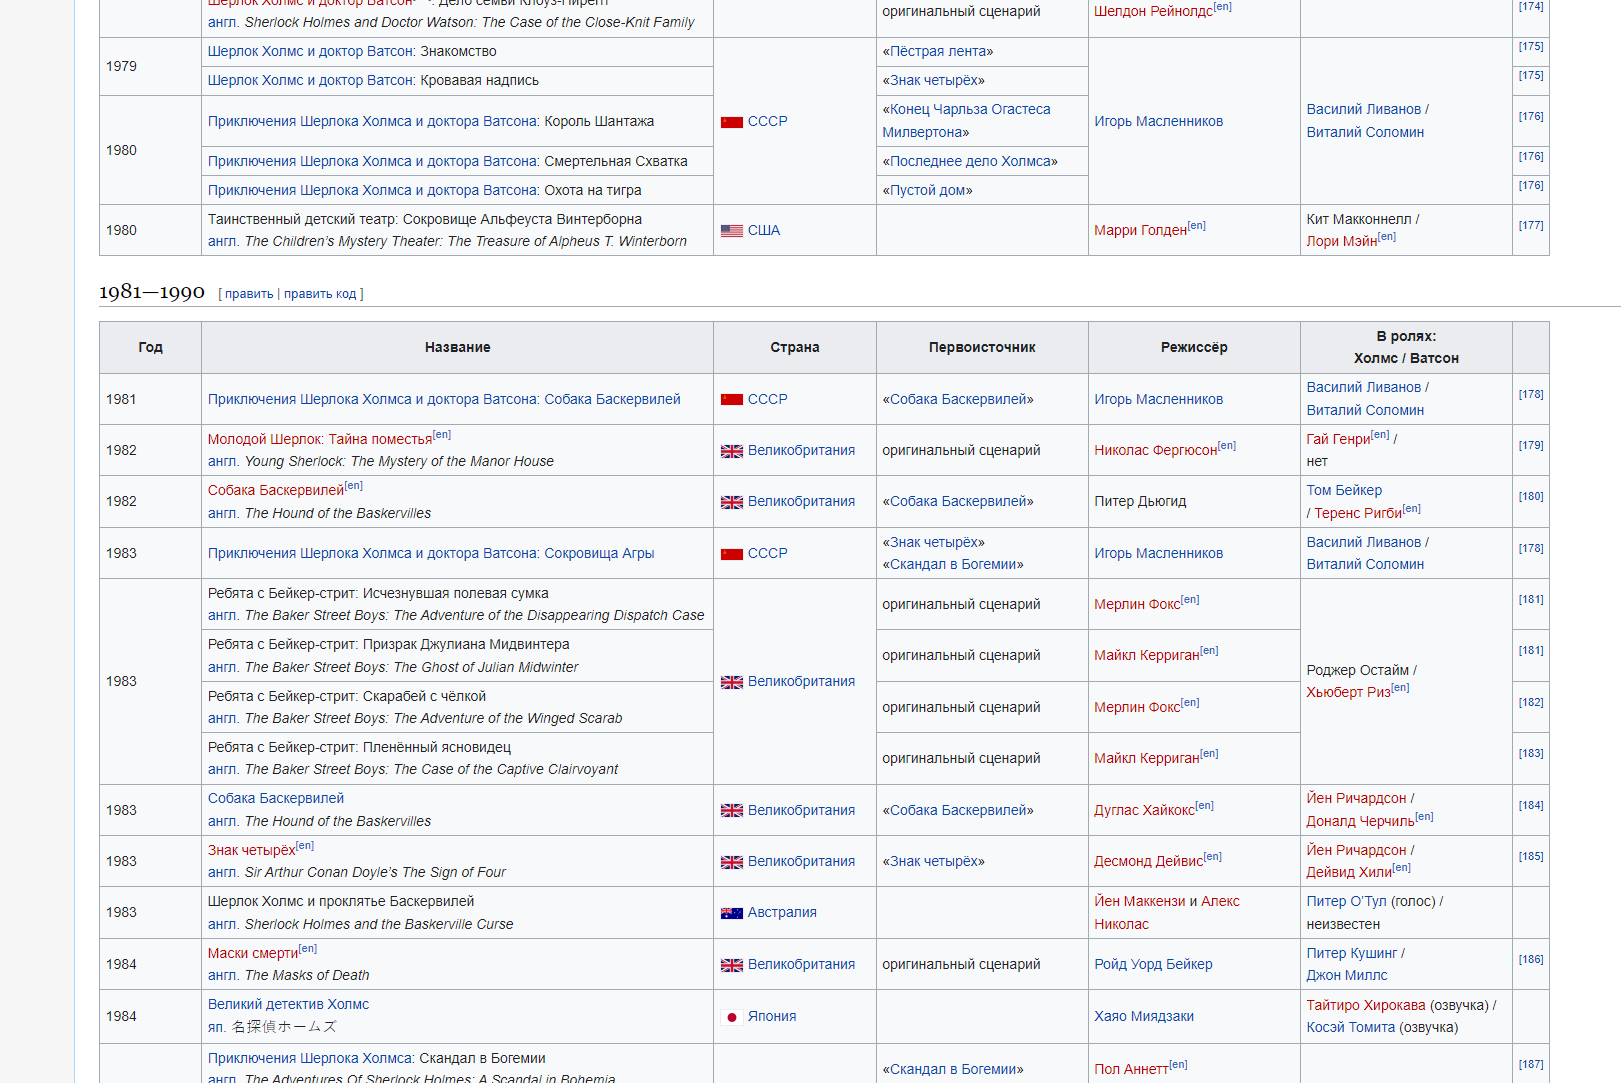 Шерлок Холмс и доктор Ватсон: Дело семьи Клоуз-Нирепг
англ. Sherlock Holmes and Doctor Watson: The Case of the Close-Knit Family
оригинальный сценарий
Шелдон Рейнолдс[en]
[174]
1979
Шерлок Холмс и доктор Ватсон: Знакомство
«Пёстрая лента»
[175]
Шерлок Холмс и доктор Ватсон: Кровавая надпись
«Знак четырёх»
[175]
1980
Приключения Шерлока Холмса и доктора Ватсона: Король Шантажа
СССР
«Конец Чарльза Огастеса
Милвертона»
Игорь Масленников
Василий Ливанов /
Виталий Соломин
[176]
Приключения Шерлока Холмса и доктора Ватсона: Смертельная Схватка
«Последнее дело Холмса»
[176]
Приключения Шерлока Холмса и доктора Ватсона: Охота на тигра
«Пустой дом»
[176]
1980
Таинственный детский театр: Сокровище Альфеуста Винтерборна
англ. The Children's Mystery Theater: The Treasure of Alpheus T. Winterborn
США
Марри Голден[en]
Кит Макконнелл /
Лори Мэйн[en]
[177]
1981—1990 [ править | править код ]
Год
Название
Страна
Первоисточник
Режиссёр
В ролях:
Холмс / Ватсон
1981
Приключения Шерлока Холмса и доктора Ватсона: Собака Баскервилей
СССР
«Собака Баскервилей»
Игорь Масленников
Василий Ливанов /
Виталий Соломин
[178]
1982
Молодой Шерлок: Тайна поместья[en]
англ. Young Sherlock: The Mystery of the Manor House
Великобритания
оригинальный сценарий
Николас Фергюсон[en]
Гай Генри[en] /
нет
[179]
1982
Собака Баскервилей[en]
англ. The Hound of the Baskervilles
Великобритания
«Собака Баскервилей»
Питер Дьюгид
Том Бейкер
/ Теренс Ригби[en]
[180]
1983
Приключения Шерлока Холмса и доктора Ватсона: Сокровища Агры
СССР
«Знак четырёх»
«Скандал в Богемии»
Игорь Масленников
Василий Ливанов /
Виталий Соломин
[178]
1983
Ребята с Бейкер-стрит: Исчезнувшая полевая сумка
англ. The Baker Street Boys: The Adventure of the Disappearing Dispatch Case
Великобритания
оригинальный сценарий
Мерлин Фокс[en]
Роджер Остайм /
Хьюберт Риз[en]
[181]
Ребята с Бейкер-стрит: Призрак Джулиана Мидвинтера
англ. The Baker Street Boys: The Ghost of Julian Midwinter
оригинальный сценарий
Майкл Керриган[en]
[181]
Ребята с Бейкер-стрит: Скарабей с чёлкой
англ. The Baker Street Boys: The Adventure of the Winged Scarab
оригинальный сценарий
Мерлин Фокс[en]
[182]
Ребята с Бейкер-стрит: Пленённый ясновидец
англ. The Baker Street Boys: The Case of the Captive Clairvoyant
оригинальный сценарий
Майкл Керриган[en]
[183]
1983
Собака Баскервилей
англ. The Hound of the Baskervilles
Великобритания
«Собака Баскервилей»
Дуглас Хайкокс[en]
Йен Ричардсон /
Доналд Черчиль[en]
[184]
1983
Знак четырёх[en]
англ. Sir Arthur Conan Doyle's The Sign of Four
Великобритания
«Знак четырёх»
Десмонд Дейвис[en]
Йен Ричардсон /
Дейвид Хили[en]
[185]
1983
Шерлок Холмс и проклятье Баскервилей
англ. Sherlock Holmes and the Baskerville Curse
Австралия
Йен Маккензи и Алекс
Николас
Питер О'Тул (голос) /
неизвестен
1984
Маски смерти[en]
англ. The Masks of Death
Великобритания
оригинальный сценарий
Ройд Уорд Бейкер
Питер Кушинг /
Джон Миллс
[186]
1984
Великий детектив Холмс
яп. 名探偵ホームズ
Япония
Хаяо Миядзаки
Тайтиро Хирокава (озвучка) /
Косэй Томита (озвучка)
Приключения Шерлока Холмса: Скандал в Богемии
англ. The Adventures Of Sherlock Holmes: A Scandal in Bohemia
«Скандал в Богемии»
Пол Аннетт[en]
[187]